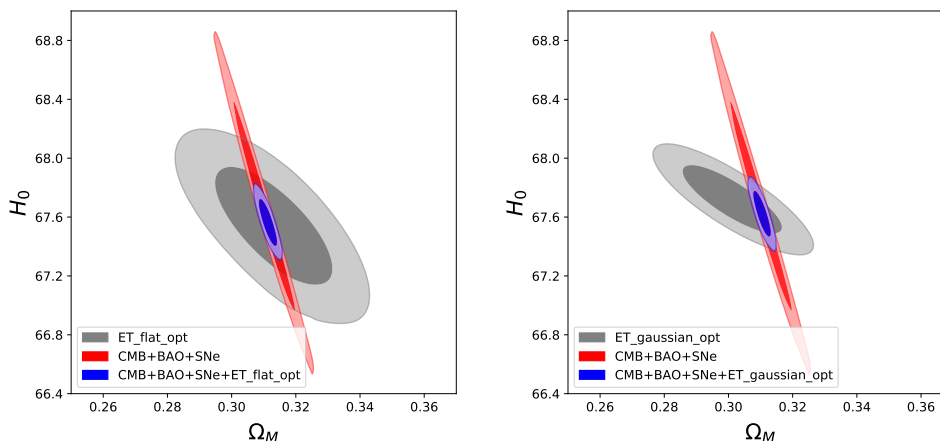 68.8
68.4
68.0
67.6
67.2
66.8
66.4
H₀
ET_flat_opt
CMB+BAO+SNe
CMB+BAO+SNe+ET_flat_opt
0.26 0.28 0.30 0.32 0.34 0.36
Ω_M
68.8
68.4
68.0
67.6
67.2
66.8
66.4
H₀
ET_gaussian_opt
CMB+BAO+SNe
CMB+BAO+SNe+ET_gaussian_opt
0.26 0.28 0.30 0.32 0.34 0.36
Ω_M